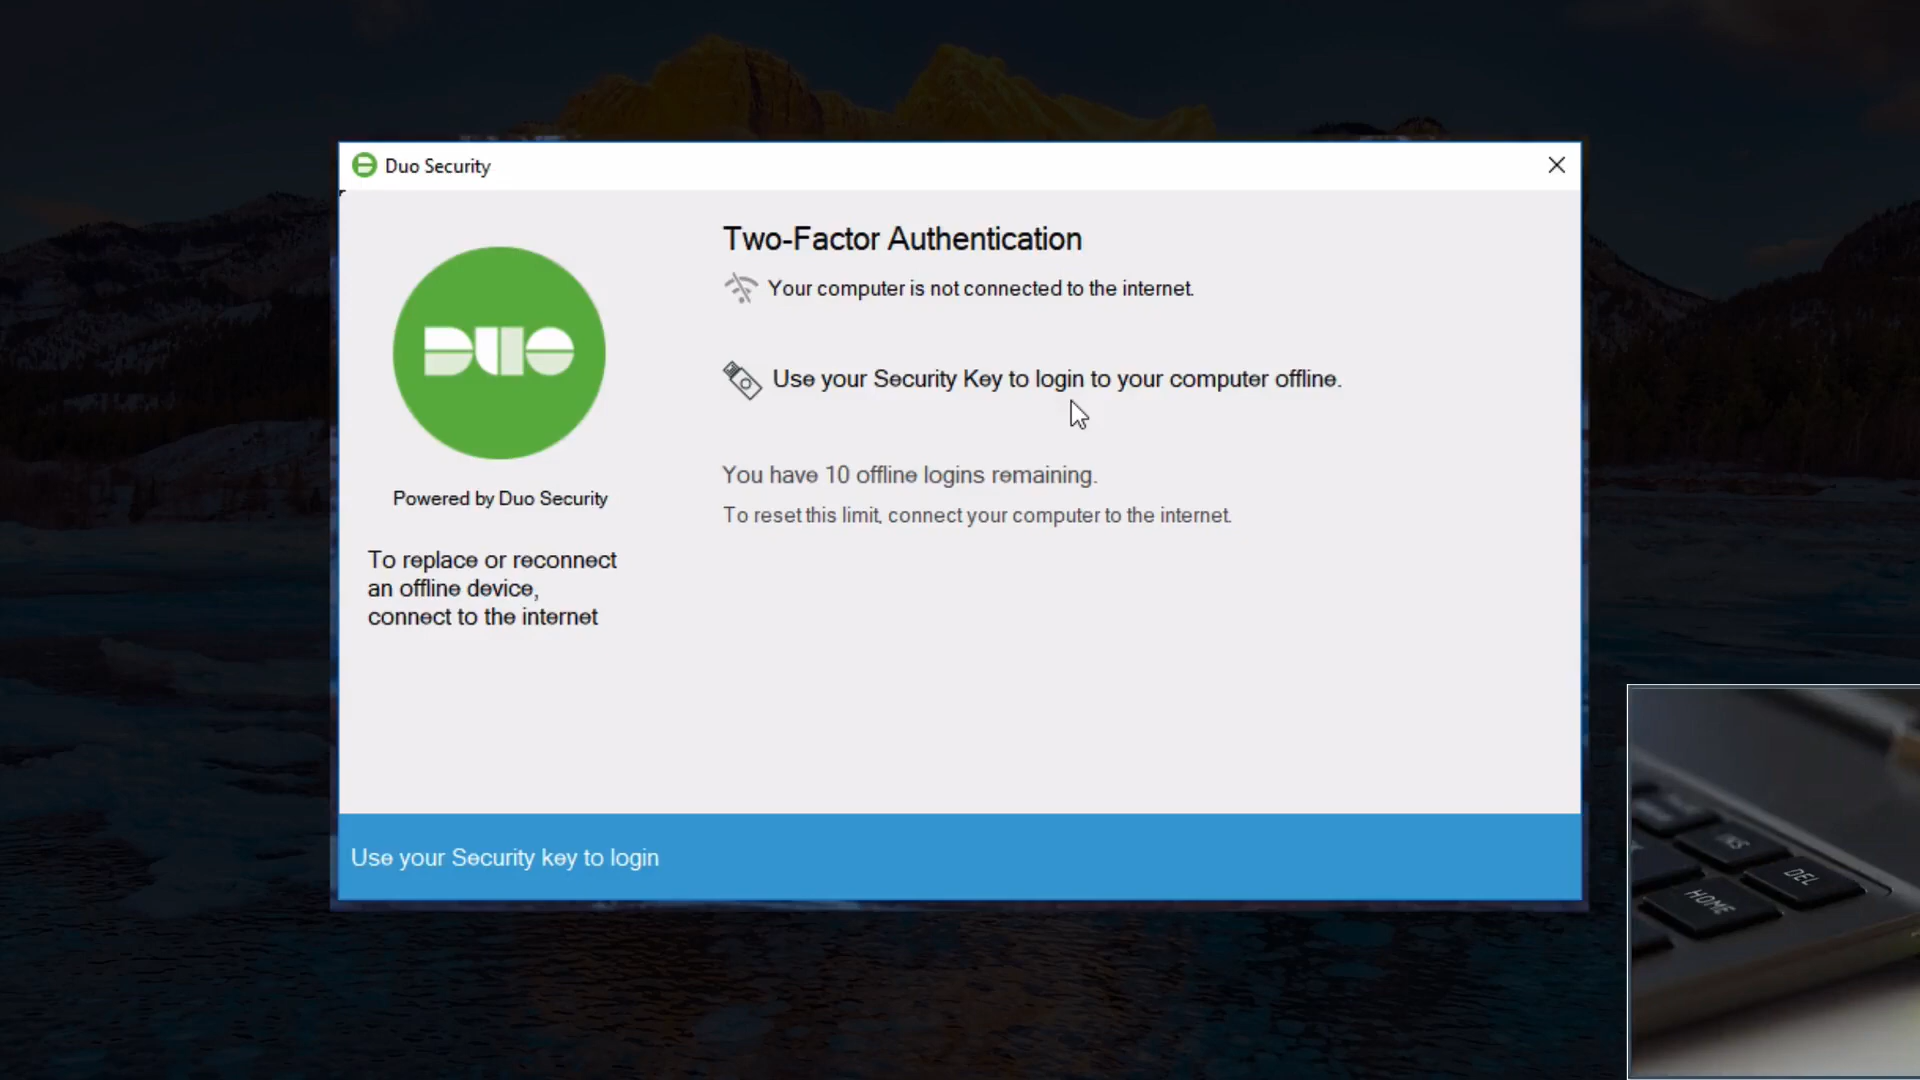 Duo Security
DUO
Powered by Duo Security
To replace or reconnect
an offline device,
connect to the internet
Two-Factor Authentication
Your computer is not connected to the internet.
Use your Security Key to login to your computer offline.
You have 10 offline logins remaining.
To reset this limit, connect your computer to the internet.
Use your Security key to login
INS
DEL
HOME